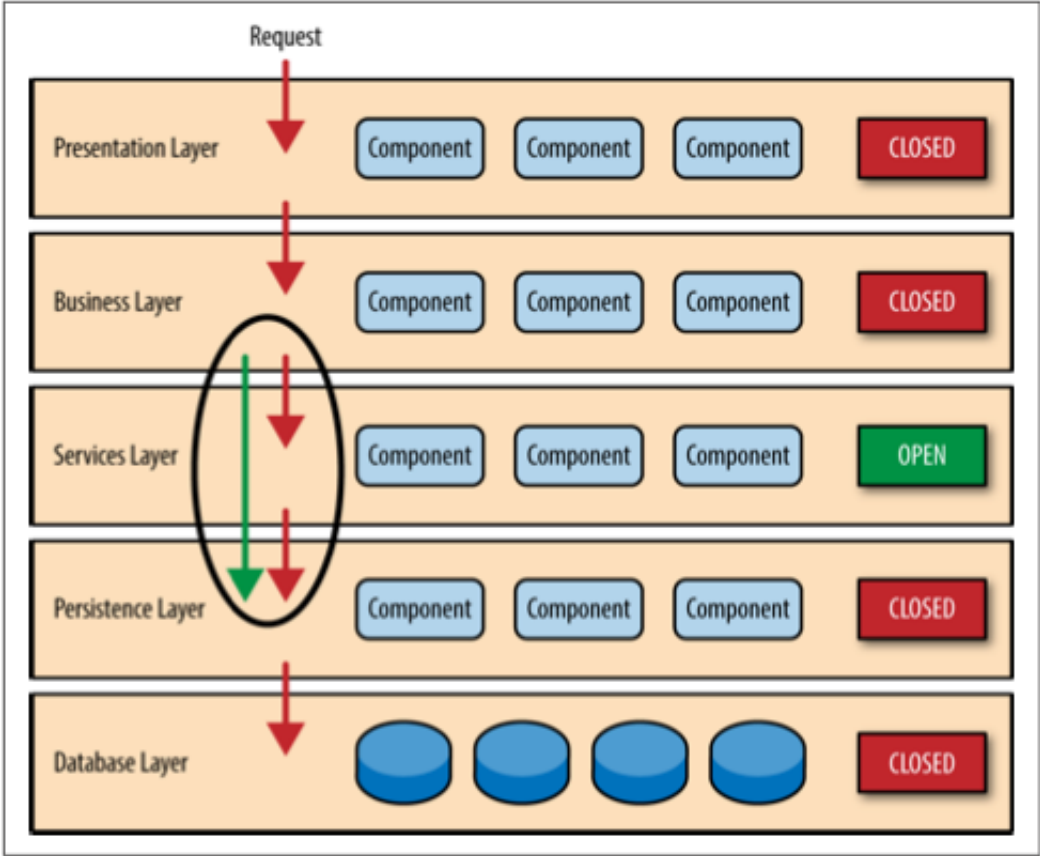 Request
Presentation Layer Component Component Component CLOSED
Business Layer Component Component Component CLOSED
Services Layer Component Component Component OPEN
Persistence Layer Component Component Component CLOSED
Database Layer CLOSED